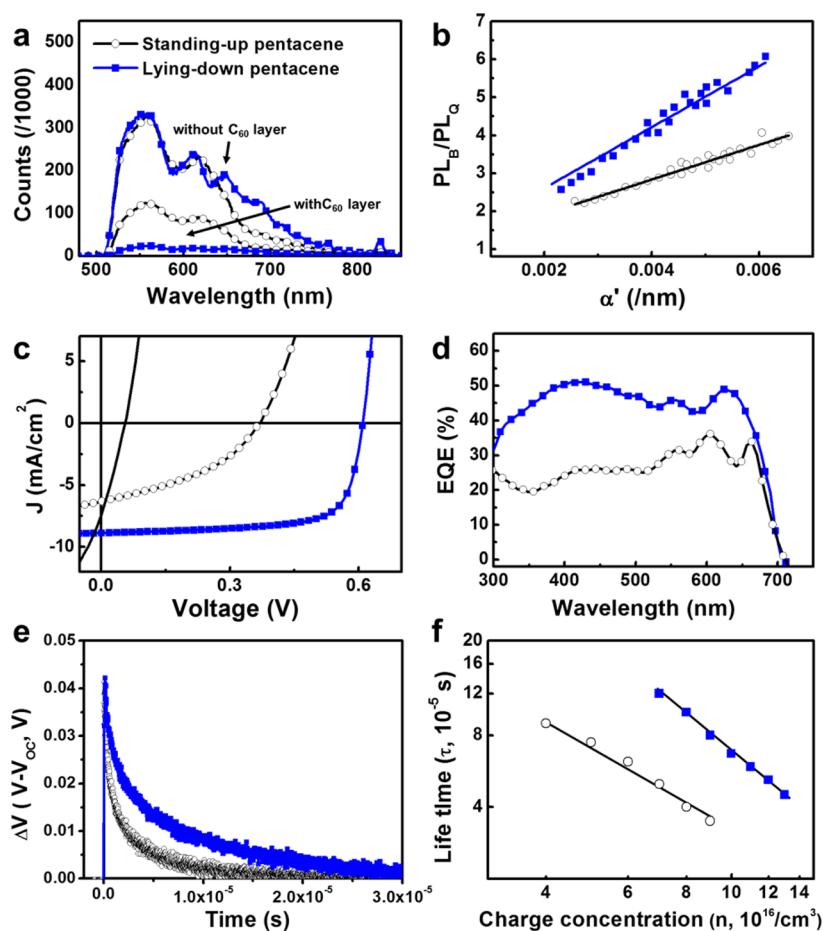 a
Counts (/1000)
500
400
300
200
100
0
Standing-up pentacene
Lying-down pentacene
without C60 layer
withC60 layer
500 600 700 800
Wavelength (nm)
b
PLB/PLQ
7
6
5
4
3
2
1
0.002 0.004 0.006
α' (/nm)
c
J (mA/cm2)
5
0
-5
-10
0.0 0.3 0.6
Voltage (V)
d
EQE (%)
60
50
40
30
20
10
0
300 400 500 600 700
Wavelength (nm)
e
ΔV ( V-VOC, V)
0.05
0.04
0.03
0.02
0.01
0.00
0.0 1.0x10-5 2.0x10-5 3.0x10-5
Time (s)
f
Life tIme (τ, 10-5 s)
20
16
12
8
4
4 6 8 10 12 14
Charge concentration (n, 1016/cm3)